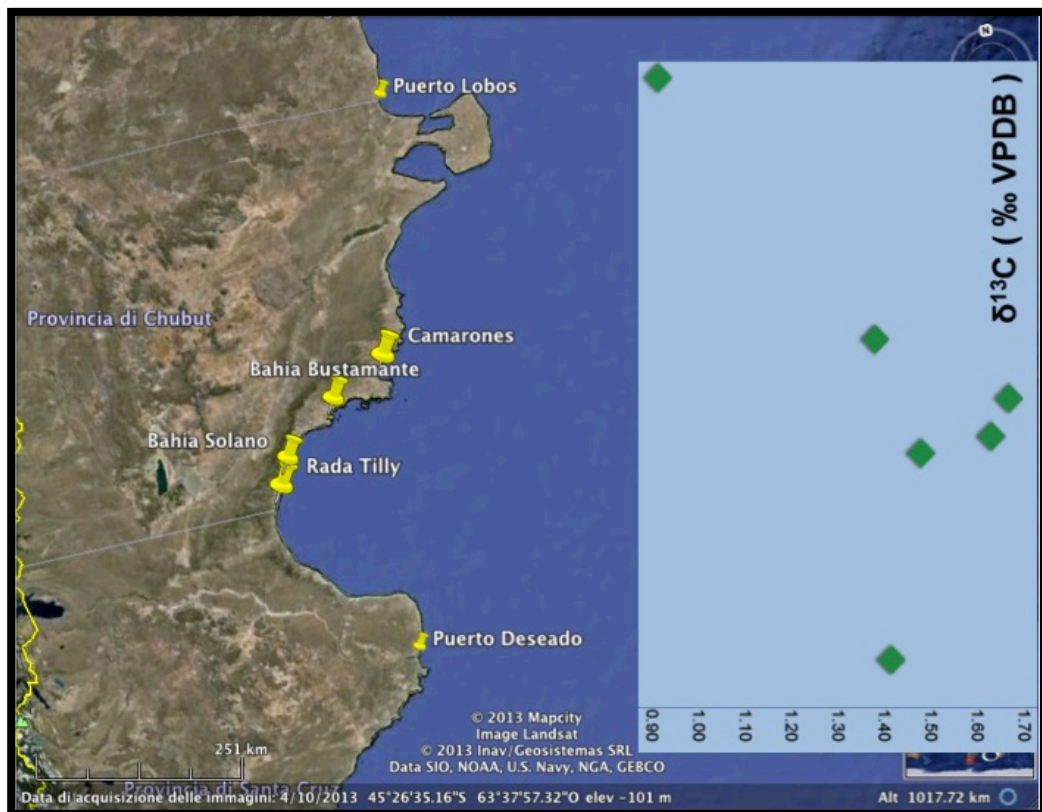 N
Puerto Lobos
δ¹³C ( ‰ VPDB )
Provincia di Chubut
Camarones
Bahia Bustamante
Bahia Solano
Rada Tilly
Puerto Deseado
0.90
1.00
1.10
1.20
1.30
1.40
1.50
1.60
1.70
© 2013 Mapcity
Image Landsat
© 2013 Inav/Geosistemas SRL
Data SIO, NOAA, U.S. Navy, NGA, GEBCO
251 km
Provincia di Santa Cruz
Data di acquisizione delle immagini: 4/10/2013 45°26'35.16"S 63°37'57.32"O elev -101 m
Alt 1017.72 km